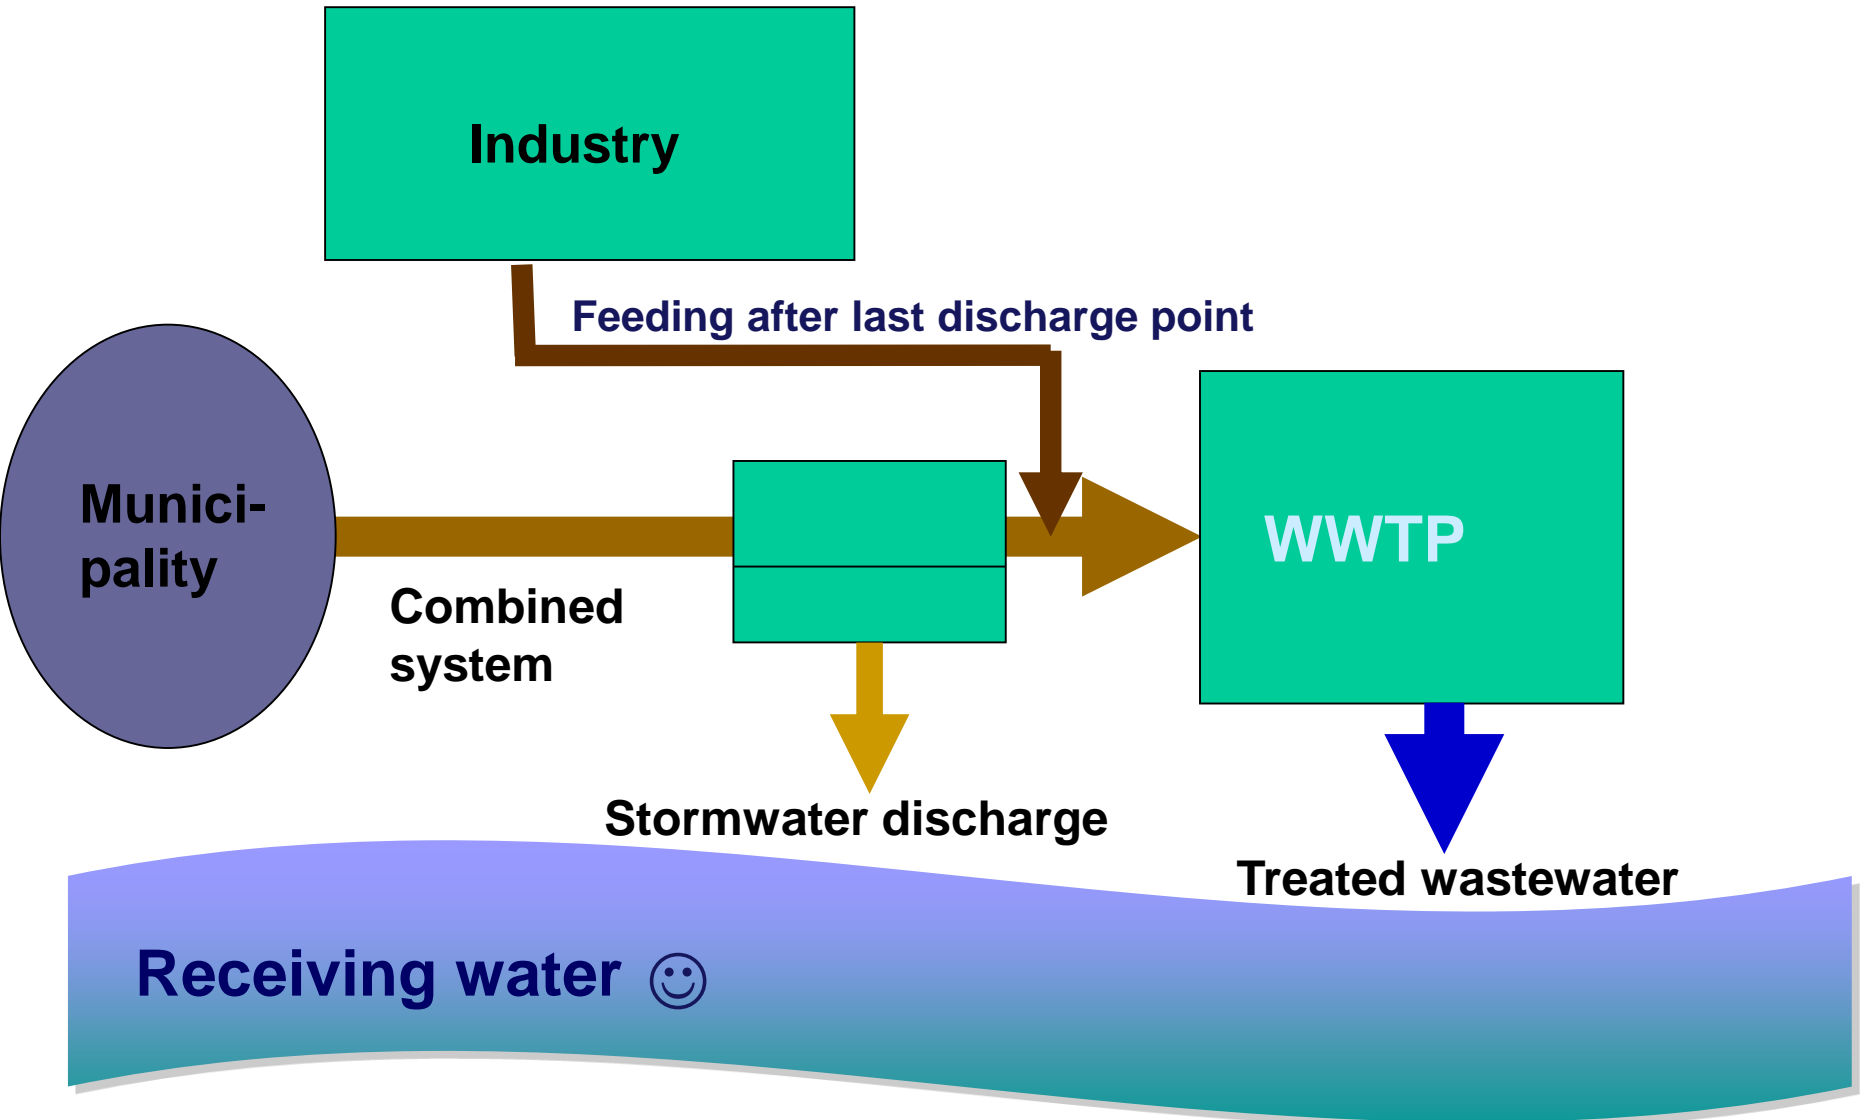 Industry
Feeding after last discharge point
Munici-
pality
WWTP
Combined
system
Stormwater discharge
Treated wastewater
Receiving water ☺